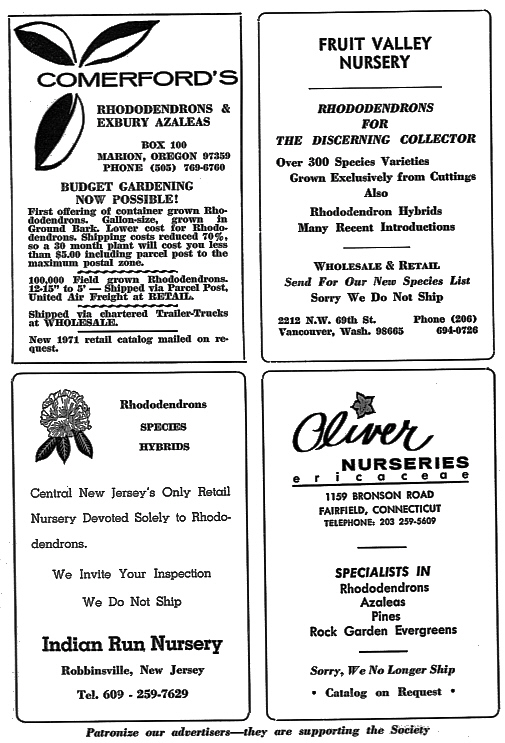 COMERFORD'S
RHODODENDRONS &
EXBURY AZALEAS
BOX 100
MARION, OREGON 97359
PHONE (505) 769-6760
BUDGET GARDENING
NOW POSSIBLE!
First offering of container grown Rho-
dodendrons. Gallon-size, grown in
Ground Bark. Lower cost for Rhodo-
dendrons. Shipping costs reduced 70%,
so a 30 month plant will cost you less
than $5.00 including parcel post to the
maximum postal zone.
100,000 Field grown Rhododendrons.
12-15" to 5' — Shipped via Parcel Post,
United Air Freight at RETAIL.
Shipped via chartered Trailer-Trucks
at WHOLESALE.
New 1971 retail catalog mailed on re-
quest.
FRUIT VALLEY
NURSERY
RHODODENDRONS
FOR
THE DISCERNING COLLECTOR
Over 300 Species Varieties
Grown Exclusively from Cuttings
Also
Rhododendron Hybrids
Many Recent Introductions
WHOLESALE & RETAIL
Send For Our New Species List
Sorry We Do Not Ship
2212 N.W. 69th St. Phone (206)
Vancouver, Wash. 98665 694-0726
Rhododendrons
SPECIES
HYBRIDS
Central New Jersey's Only Retail
Nursery Devoted Solely to Rhodo-
dendrons.
We Invite Your Inspection
We Do Not Ship
Indian Run Nursery
Robbinsville, New Jersey
Tel. 609 - 259-7629
Oliver
NURSERIES
ericaceae
1159 BRONSON ROAD
FAIRFIELD, CONNECTICUT
TELEPHONE: 203 259-5609
SPECIALISTS IN
Rhododendrons
Azaleas
Pines
Rock Garden Evergreens
Sorry, We No Longer Ship
• Catalog on Request •
Patronize our advertisers—they are supporting the Society